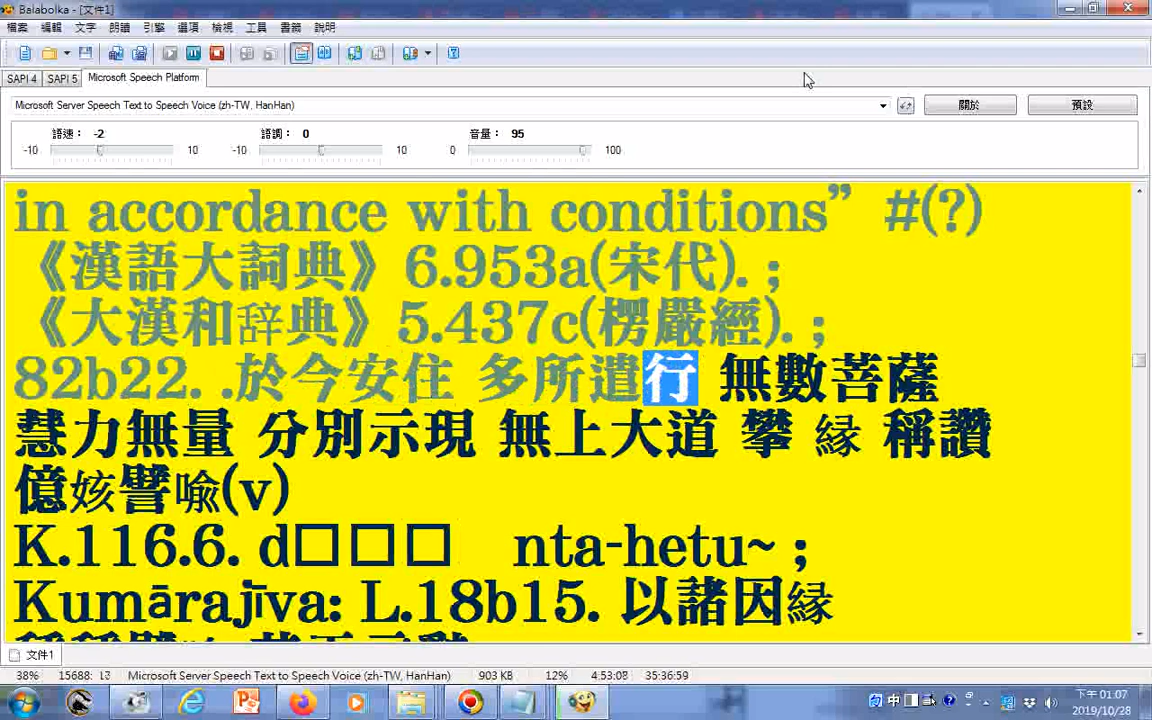 Balabolka - [文件1]
檔案 編輯 文字 朗讀 引擎 選項 檢視 工具 書籤 說明
SAPI 4 SAPI 5 Microsoft Speech Platform
Microsoft Server Speech Text to Speech Voice (zh-TW, HanHan) 關於 預設
語速： -2 語調： 0 音量： 95
-10 10 -10 10 0 100
in accordance with conditions” #(?)
《漢語大詞典》 6.953a(宋代). ;
《大漢和辞典》 5.437c(楞嚴經). ;
82b22. .於今安住 多所遣行 無數菩薩
慧力無量 分別示現 無上大道 攀 縁 稱讚
億姟譬喩(v)
K.116.6. d□□□ nta-hetu~ ;
Kumārajīva: L.18b15. 以諸因縁
文件1
38% 15688: 13 Microsoft Server Speech Text to Speech Voice (zh-TW, HanHan) 903 KB 12% 4:53:08 35:36:59
中 下午 01:07
2019/10/28